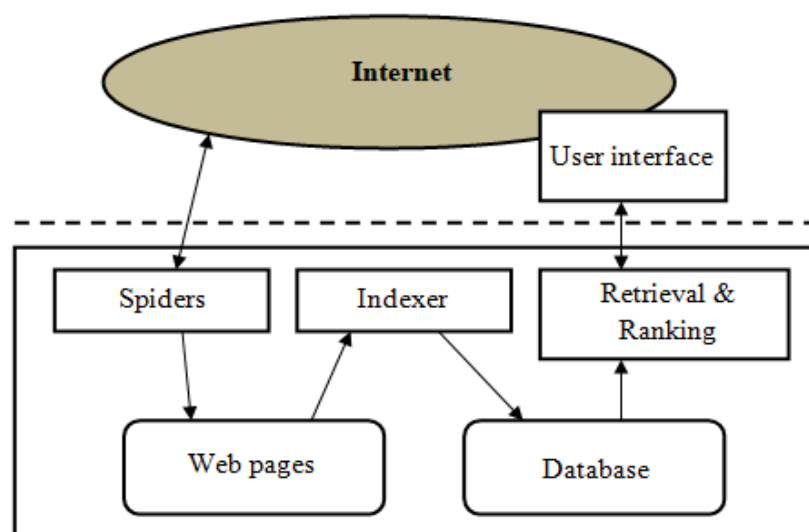 Internet
User interface
Spiders
Indexer
Retrieval &
Ranking
Web pages
Database